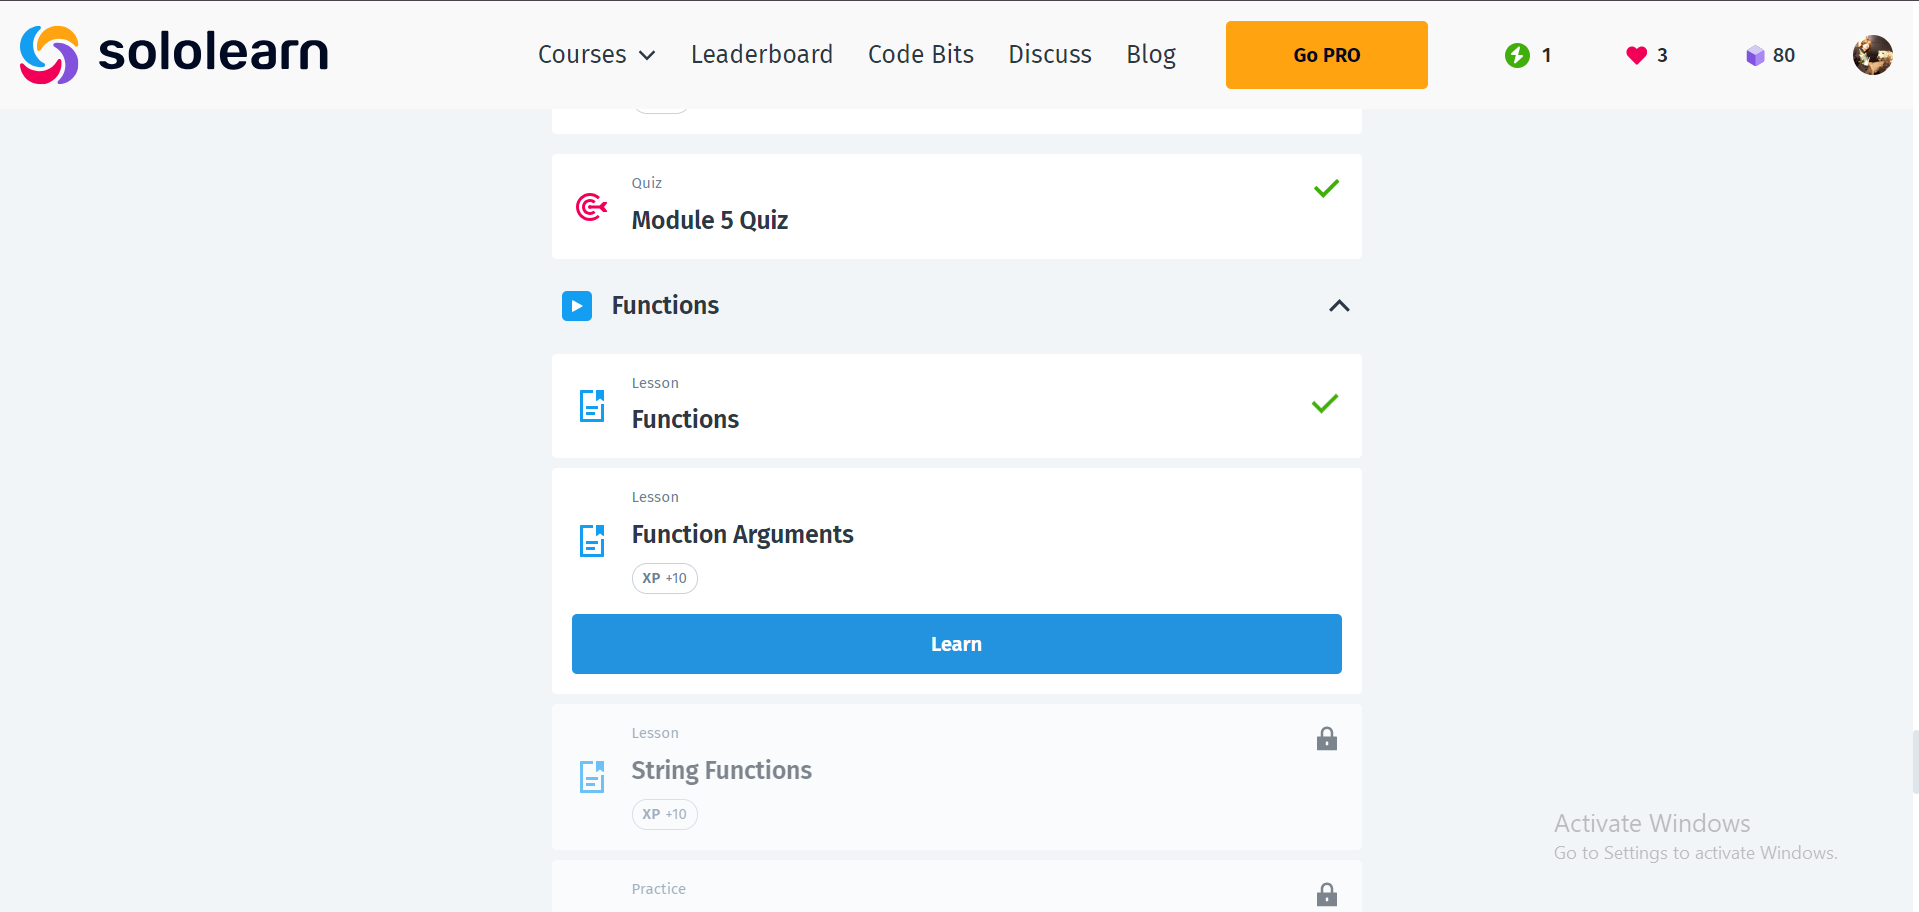 sololearn
Courses Leaderboard Code Bits Discuss Blog Go PRO 1 3 80
Quiz
Module 5 Quiz
Functions
Lesson
Functions
Lesson
Function Arguments
XP +10
Learn
Lesson
String Functions
XP +10
Practice
Activate Windows
Go to Settings to activate Windows.